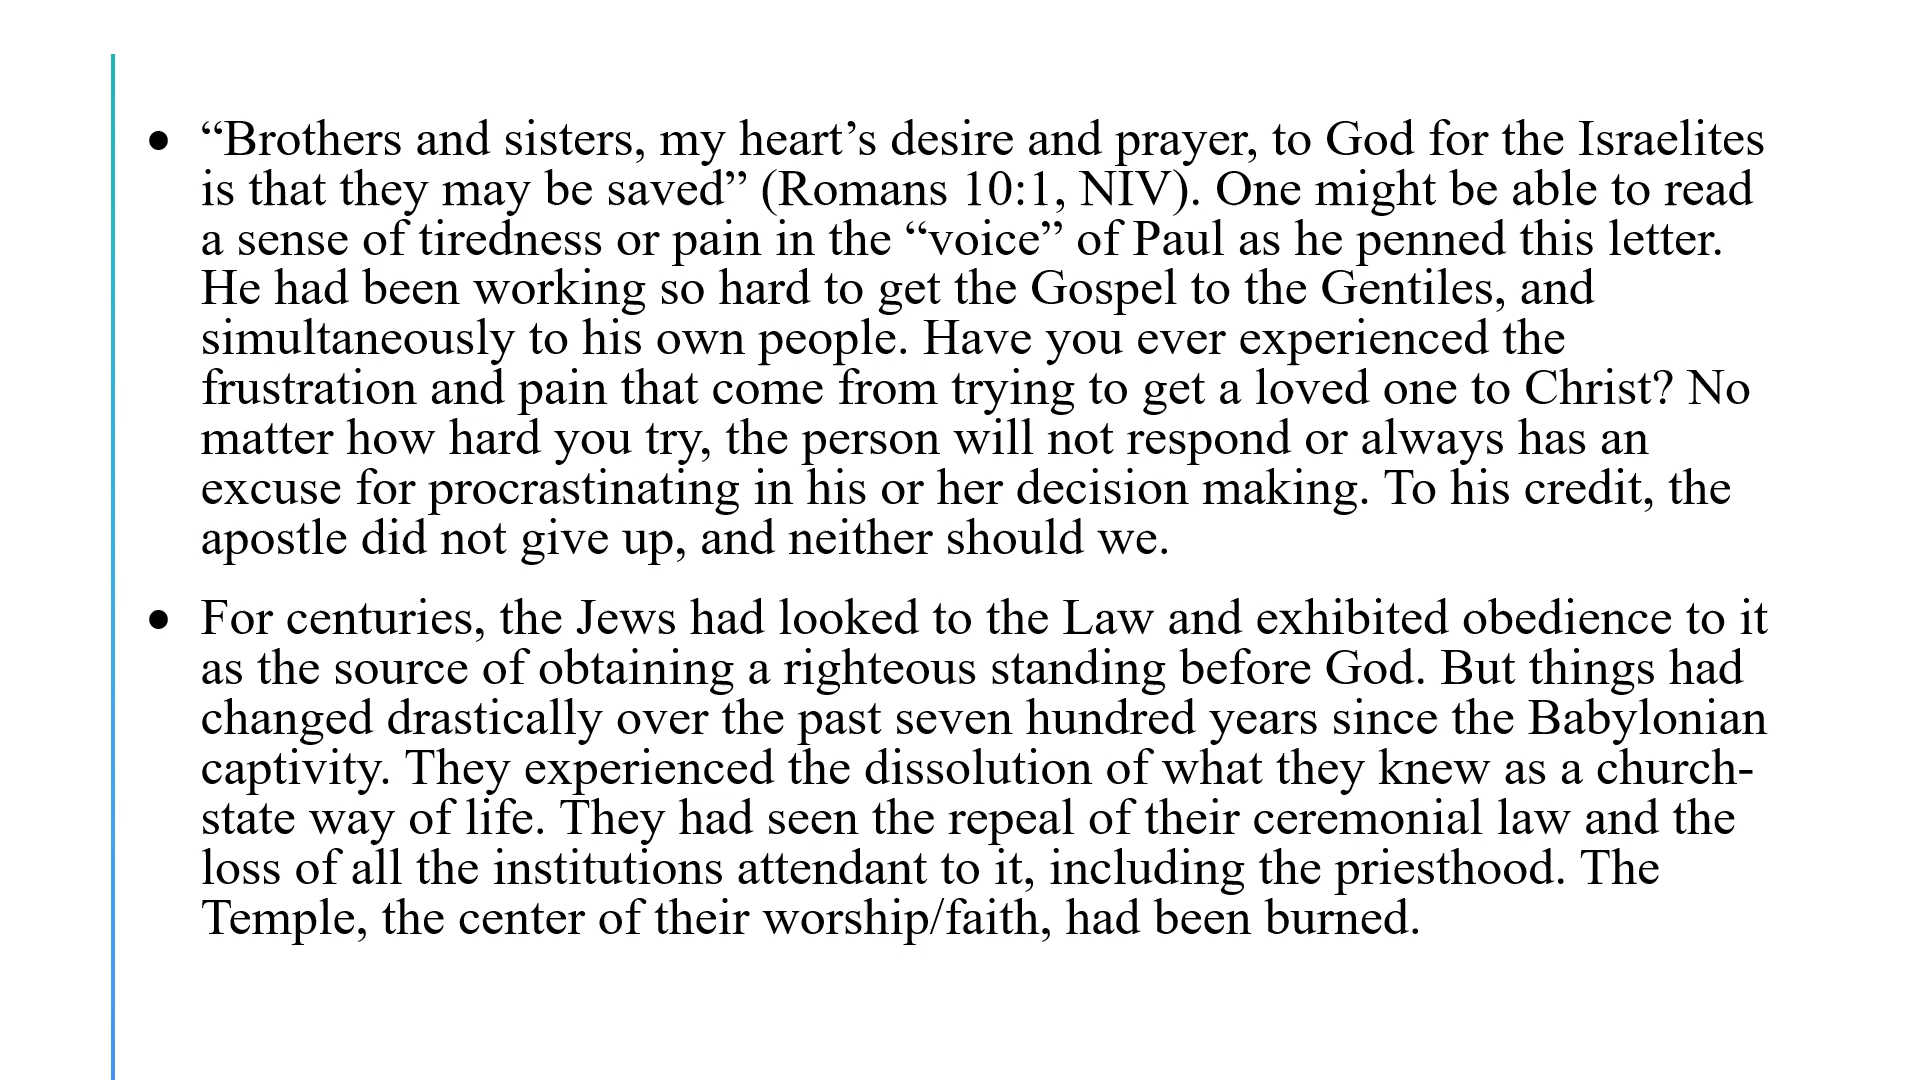 • “Brothers and sisters, my heart’s desire and prayer, to God for the Israelites
is that they may be saved” (Romans 10:1, NIV). One might be able to read
a sense of tiredness or pain in the “voice” of Paul as he penned this letter.
He had been working so hard to get the Gospel to the Gentiles, and
simultaneously to his own people. Have you ever experienced the
frustration and pain that come from trying to get a loved one to Christ? No
matter how hard you try, the person will not respond or always has an
excuse for procrastinating in his or her decision making. To his credit, the
apostle did not give up, and neither should we.
• For centuries, the Jews had looked to the Law and exhibited obedience to it
as the source of obtaining a righteous standing before God. But things had
changed drastically over the past seven hundred years since the Babylonian
captivity. They experienced the dissolution of what they knew as a church-
state way of life. They had seen the repeal of their ceremonial law and the
loss of all the institutions attendant to it, including the priesthood. The
Temple, the center of their worship/faith, had been burned.